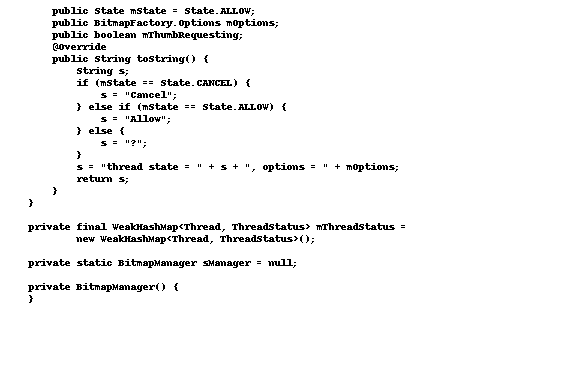 public State mState = State.ALLOW;
public BitmapFactory.Options mOptions;
public boolean mThumbRequesting;
@Override
public String toString() {
String s;
if (mState == State.CANCEL) {
s = "Cancel";
} else if (mState == State.ALLOW) {
s = "Allow";
} else {
s = "?";
}
s = "thread state = " + s + ", options = " + mOptions;
return s;
}
}
private final WeakHashMap<Thread, ThreadStatus> mThreadStatus =
new WeakHashMap<Thread, ThreadStatus>();
private static BitmapManager sManager = null;
private BitmapManager() {
}